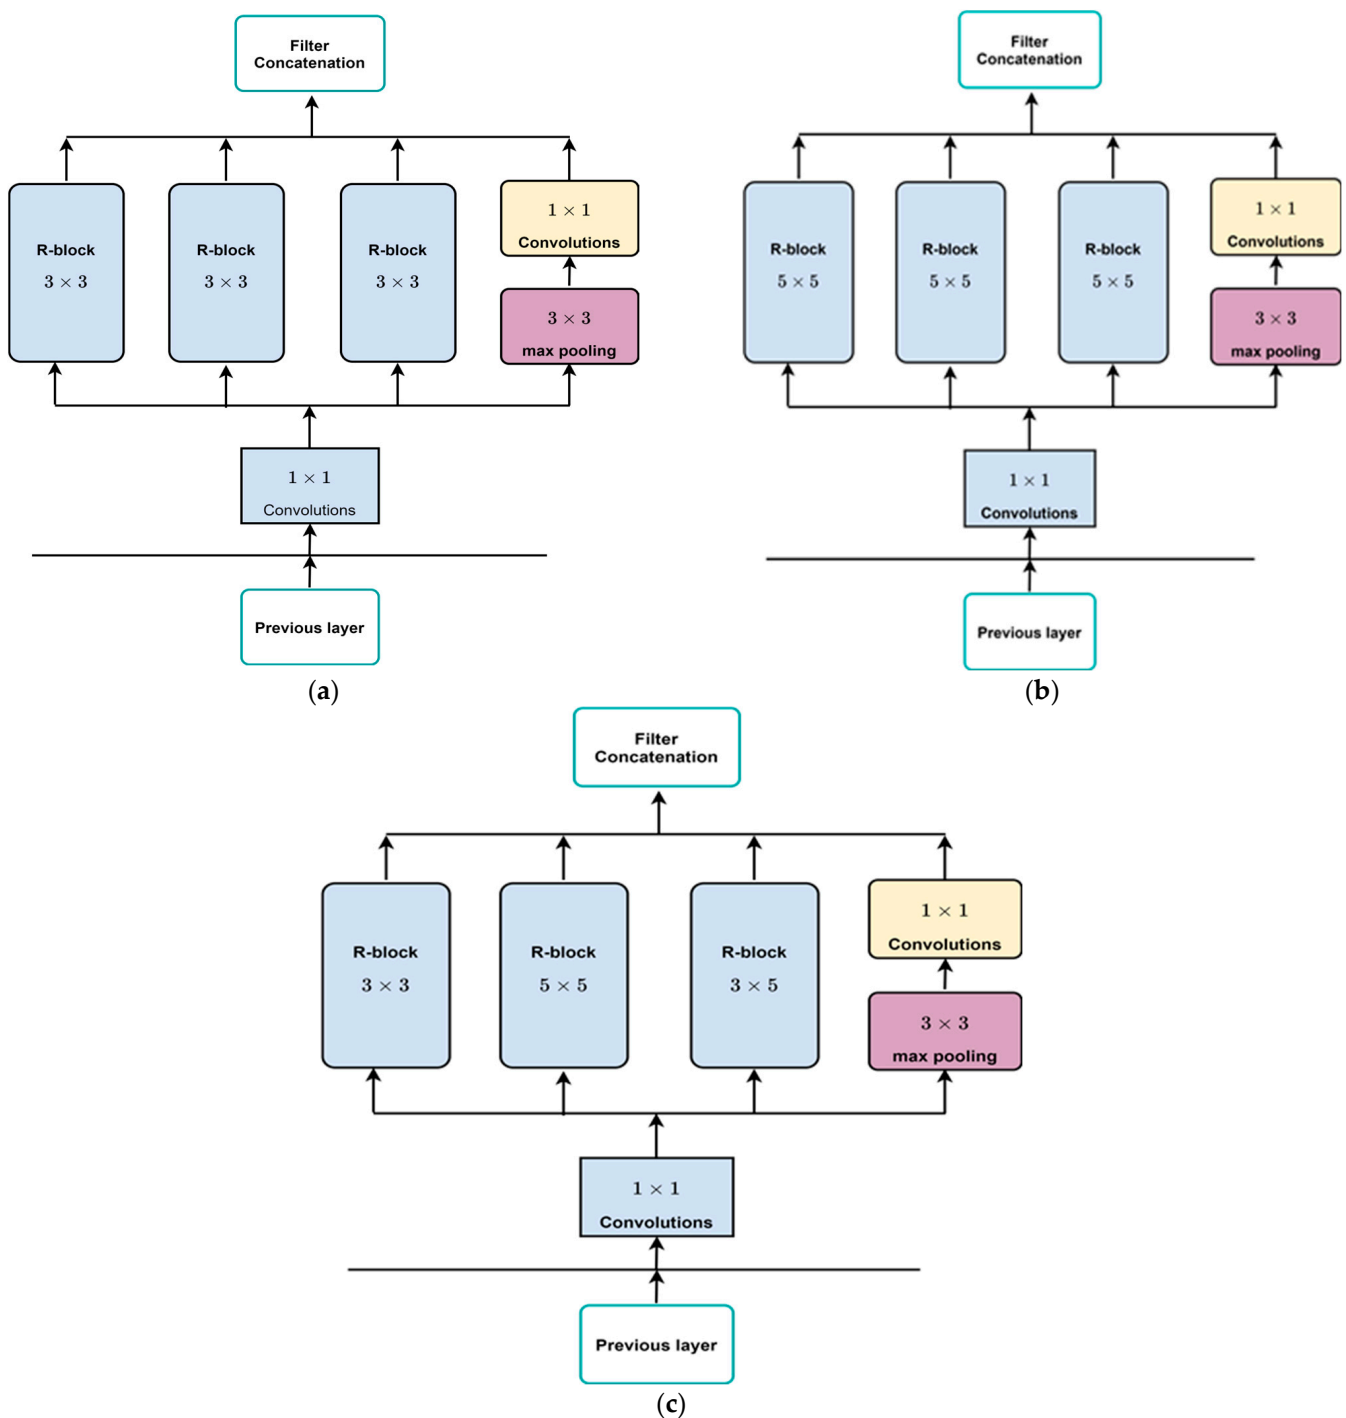 Filter
Concatenation
R-block
3 × 3
R-block
3 × 3
R-block
3 × 3
1 × 1
Convolutions
3 × 3
max pooling
1 × 1
Convolutions
Previous layer
(a)
Filter
Concatenation
R-block
5 × 5
R-block
5 × 5
R-block
5 × 5
1 × 1
Convolutions
3 × 3
max pooling
1 × 1
Convolutions
Previous layer
(b)
Filter
Concatenation
R-block
3 × 3
R-block
5 × 5
R-block
3 × 5
1 × 1
Convolutions
3 × 3
max pooling
1 × 1
Convolutions
Previous layer
(c)